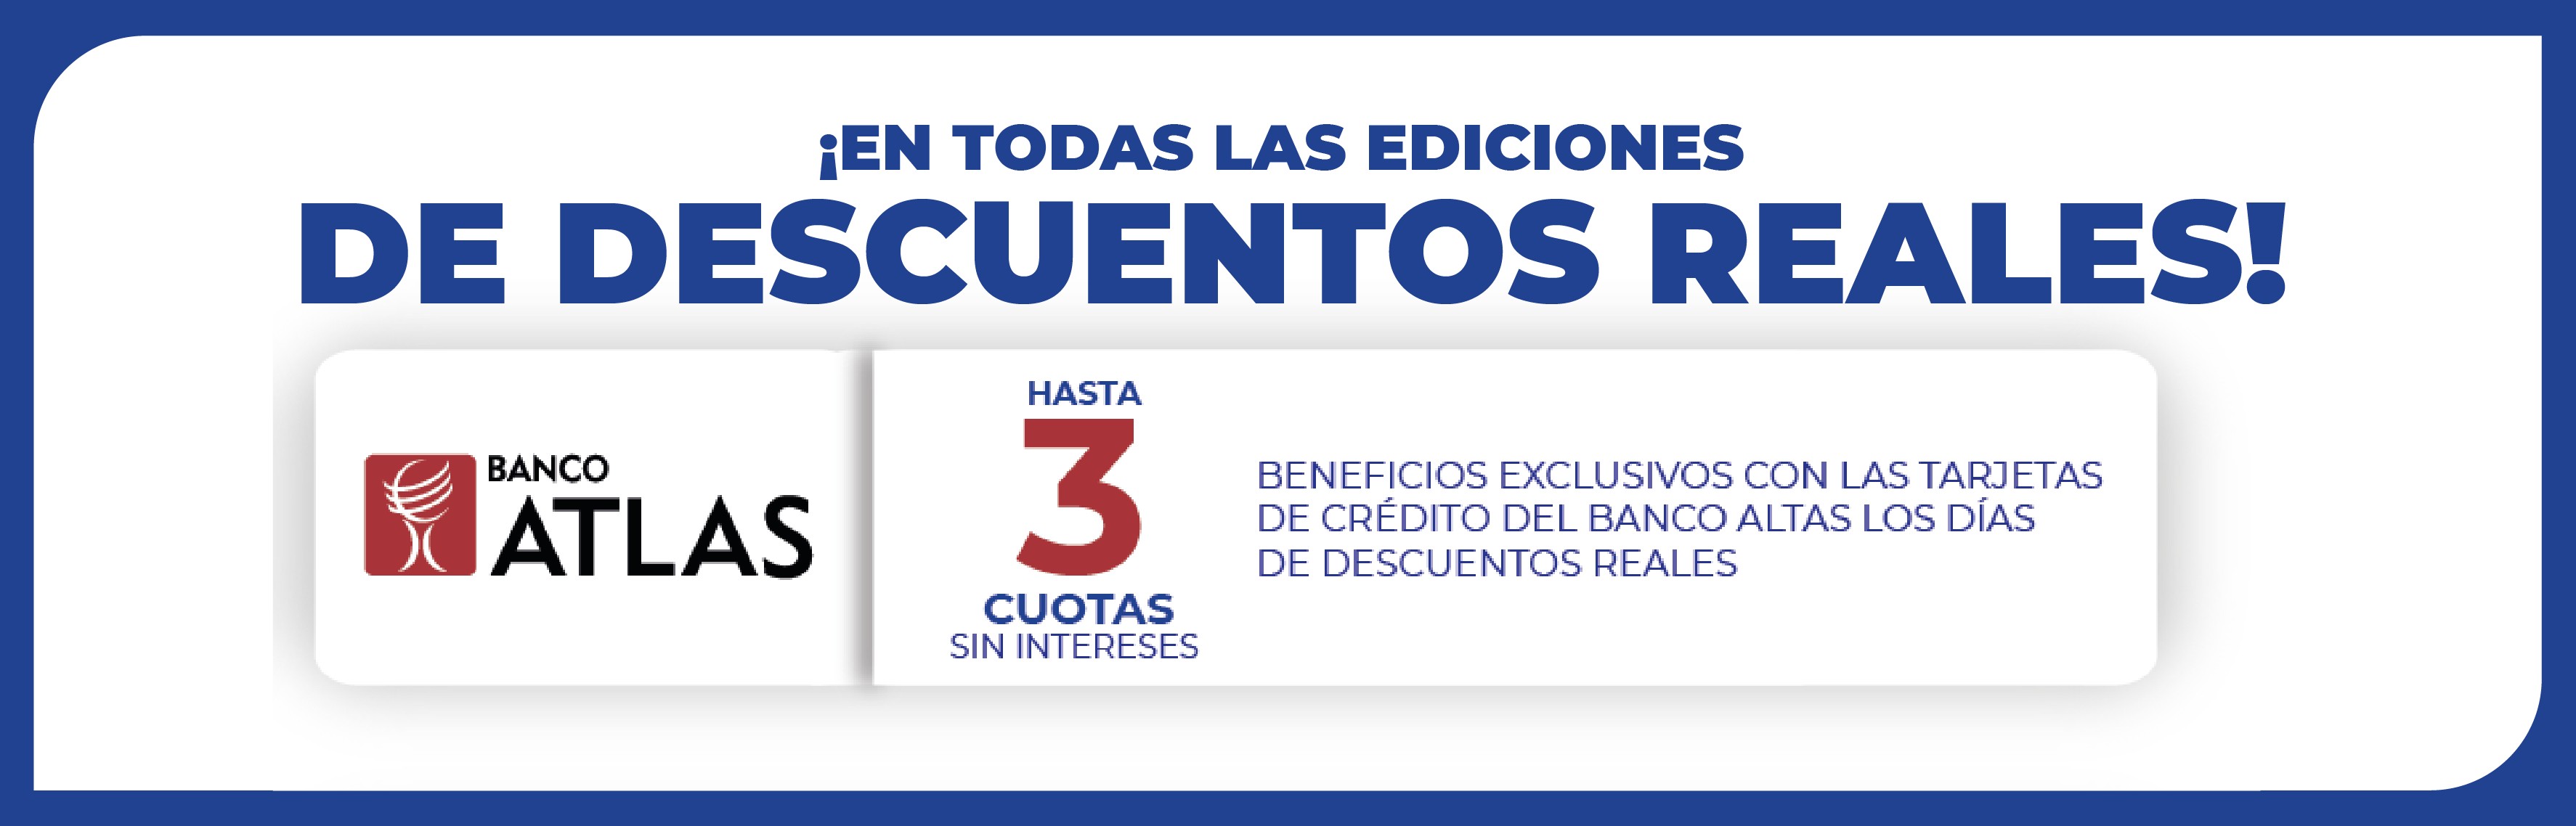 ¡EN TODAS LAS EDICIONES
DE DESCUENTOS REALES!
BANCO
ATLAS
HASTA
3
CUOTAS
SIN INTERESES
BENEFICIOS EXCLUSIVOS CON LAS TARJETAS
DE CRÉDITO DEL BANCO ALTAS LOS DÍAS
DE DESCUENTOS REALES